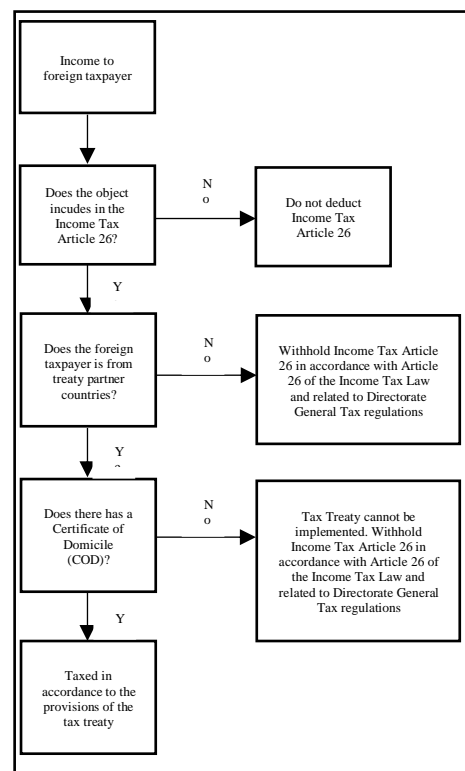 Income to
foreign taxpayer
Does the object
incudes in the
Income Tax
Article 26?
N
o
Do not deduct
Income Tax
Article 26
Y
Does the foreign
taxpayer is from
treaty partner
countries?
N
o
Withhold Income Tax Article
26 in accordance with Article
26 of the Income Tax Law
and related to Directorate
General Tax regulations
Y
Does there has a
Certificate of
Domicile
(COD)?
N
o
Tax Treaty cannot be
implemented. Withhold
Income Tax Article 26 in
accordance with Article 26 of
the Income Tax Law and
related to Directorate General
Tax regulations
Y
Taxed in
accordance to the
provisions of the
tax treaty